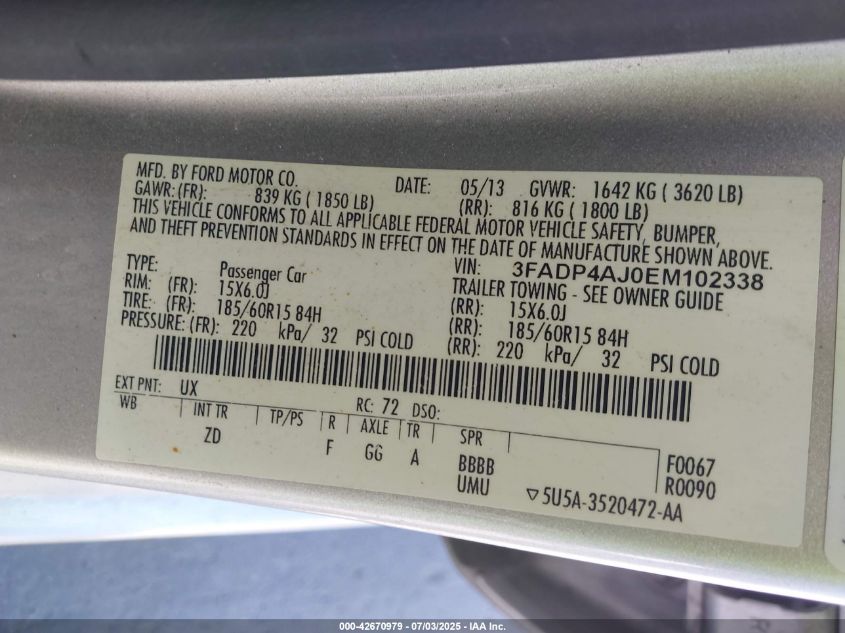 MFD. BY FORD MOTOR CO. DATE: 05/13 GVWR: 1642 KG ( 3620 LB)
GAWR: (FR): 839 KG ( 1850 LB) (RR): 816 KG ( 1800 LB)
THIS VEHICLE CONFORMS TO ALL APPLICABLE FEDERAL MOTOR VEHICLE SAFETY, BUMPER,
AND THEFT PREVENTION STANDARDS IN EFFECT ON THE DATE OF MANUFACTURE SHOWN ABOVE.
VIN: 3FADP4AJ0EM102338
TYPE: Passenger Car TRAILER TOWING - SEE OWNER GUIDE
RIM: (FR): 15X6.0J (RR): 15X6.0J
TIRE: (FR): 185/60R15 84H (RR): 185/60R15 84H
PRESSURE: (FR): 220 kPa/ 32 PSI COLD (RR): 220 kPa/ 32 PSI COLD
EXT PNT: UX RC: 72 DSO:
WB INT TR TP/PS R AXLE TR SPR
ZD F GG A BBBB F0067
UMU R0090
▽5U5A-3520472-AA
000-42670979 - 07/03/2025 - IAA Inc.